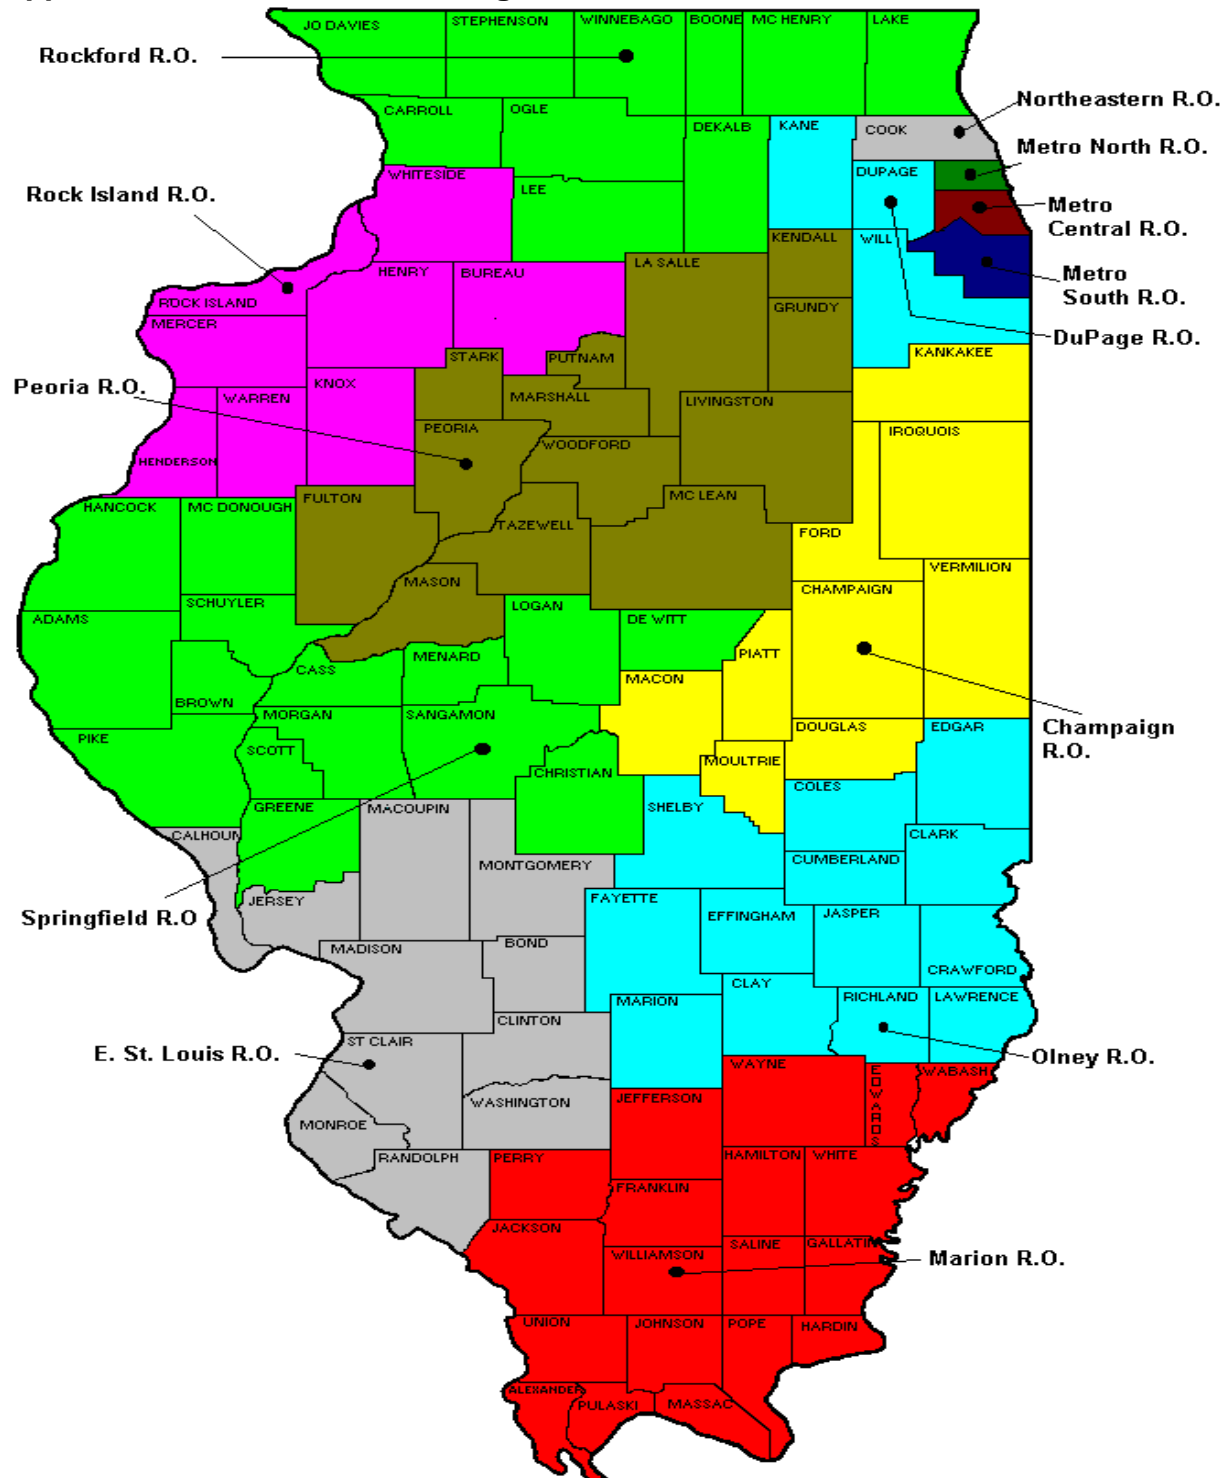 JO DAVIES
STEPHENSON
WINNEBAGO
BOONE
MC HENRY
LAKE
Rockford R.O.
Northeastern R.O.
CARROLL
OGLE
DEKALB
KANE
COOK
Metro North R.O.
WHITESIDE
LEE
DUPAGE
Rock Island R.O.
Metro
Central R.O.
KENDALL
WILL
LA SALLE
HENRY
BUREAU
Metro
South R.O.
ROCK ISLAND
MERCER
GRUNDY
DuPage R.O.
STARK
PUTNAM
KANKAKEE
Peoria R.O.
KNOX
WARREN
MARSHALL
LIVINGSTON
PEORIA
IROQUOIS
WOODFORD
HENDERSON
FULTON
MC LEAN
HANCOCK
MC DONOUGH
TAZEWELL
FORD
VERMILION
MASON
CHAMPAIGN
SCHUYLER
LOGAN
ADAMS
DE WITT
PIATT
MENARD
CASS
MACON
BROWN
MORGAN
SANGAMON
DOUGLAS
EDGAR
Champaign
R.O.
PIKE
SCOTT
MOULTRIE
CHRISTIAN
COLES
GREENE
MACOUPIN
SHELBY
CALHOUN
CLARK
MONTGOMERY
CUMBERLAND
JERSEY
FAYETTE
EFFINGHAM
JASPER
Springfield R.O
MADISON
BOND
CRAWFORD
CLAY
MARION
RICHLAND
LAWRENCE
CLINTON
ST CLAIR
E. St. Louis R.O.
Olney R.O.
WAYNE
EDWARDS
WABASH
WASHINGTON
JEFFERSON
MONROE
RANDOLPH
PERRY
HAMILTON
WHITE
FRANKLIN
JACKSON
SALINE
GALLATIN
WILLIAMSON
Marion R.O.
UNION
JOHNSON
POPE
HARDIN
ALEXANDER
PULASKI
MASSAC